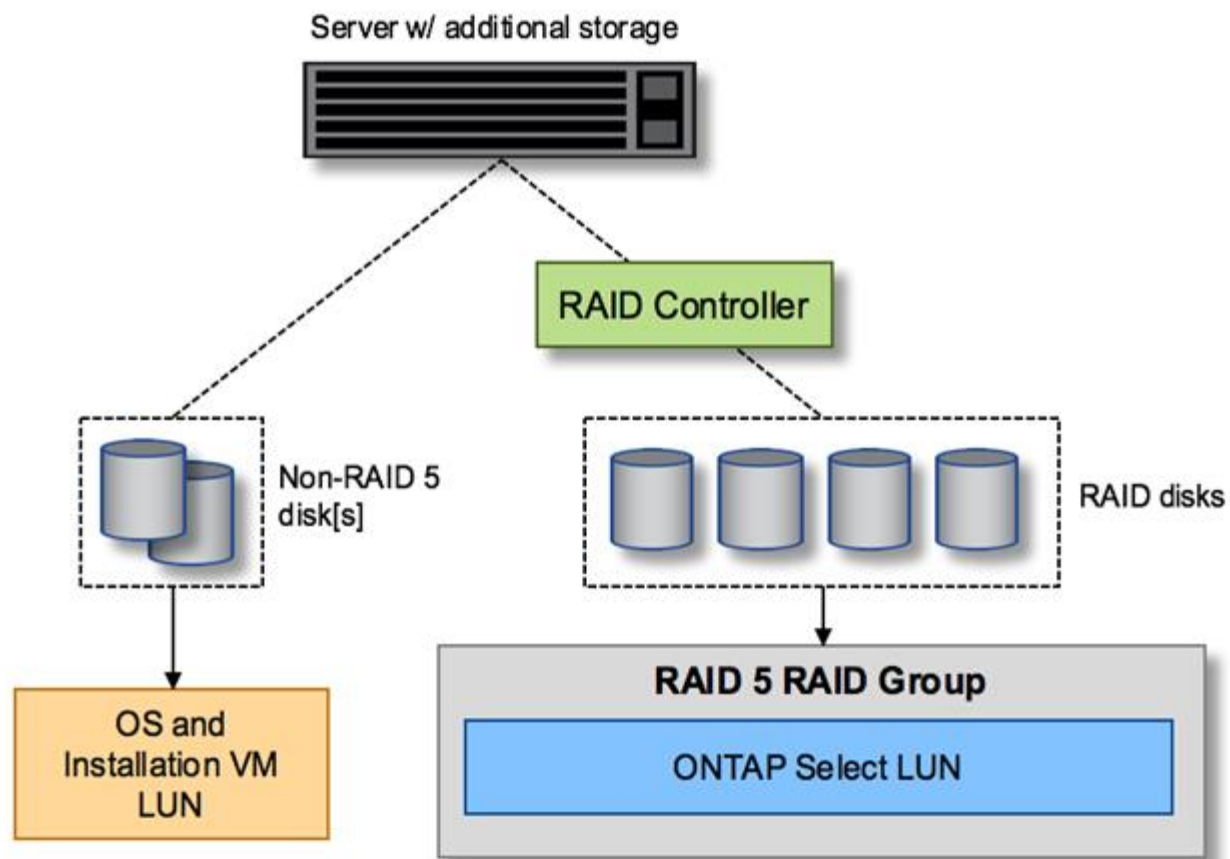 Server w/ additional storage
RAID Controller
Non-RAID 5
disk[s]
RAID disks
OS and
Installation VM
LUN
RAID 5 RAID Group
ONTAP Select LUN